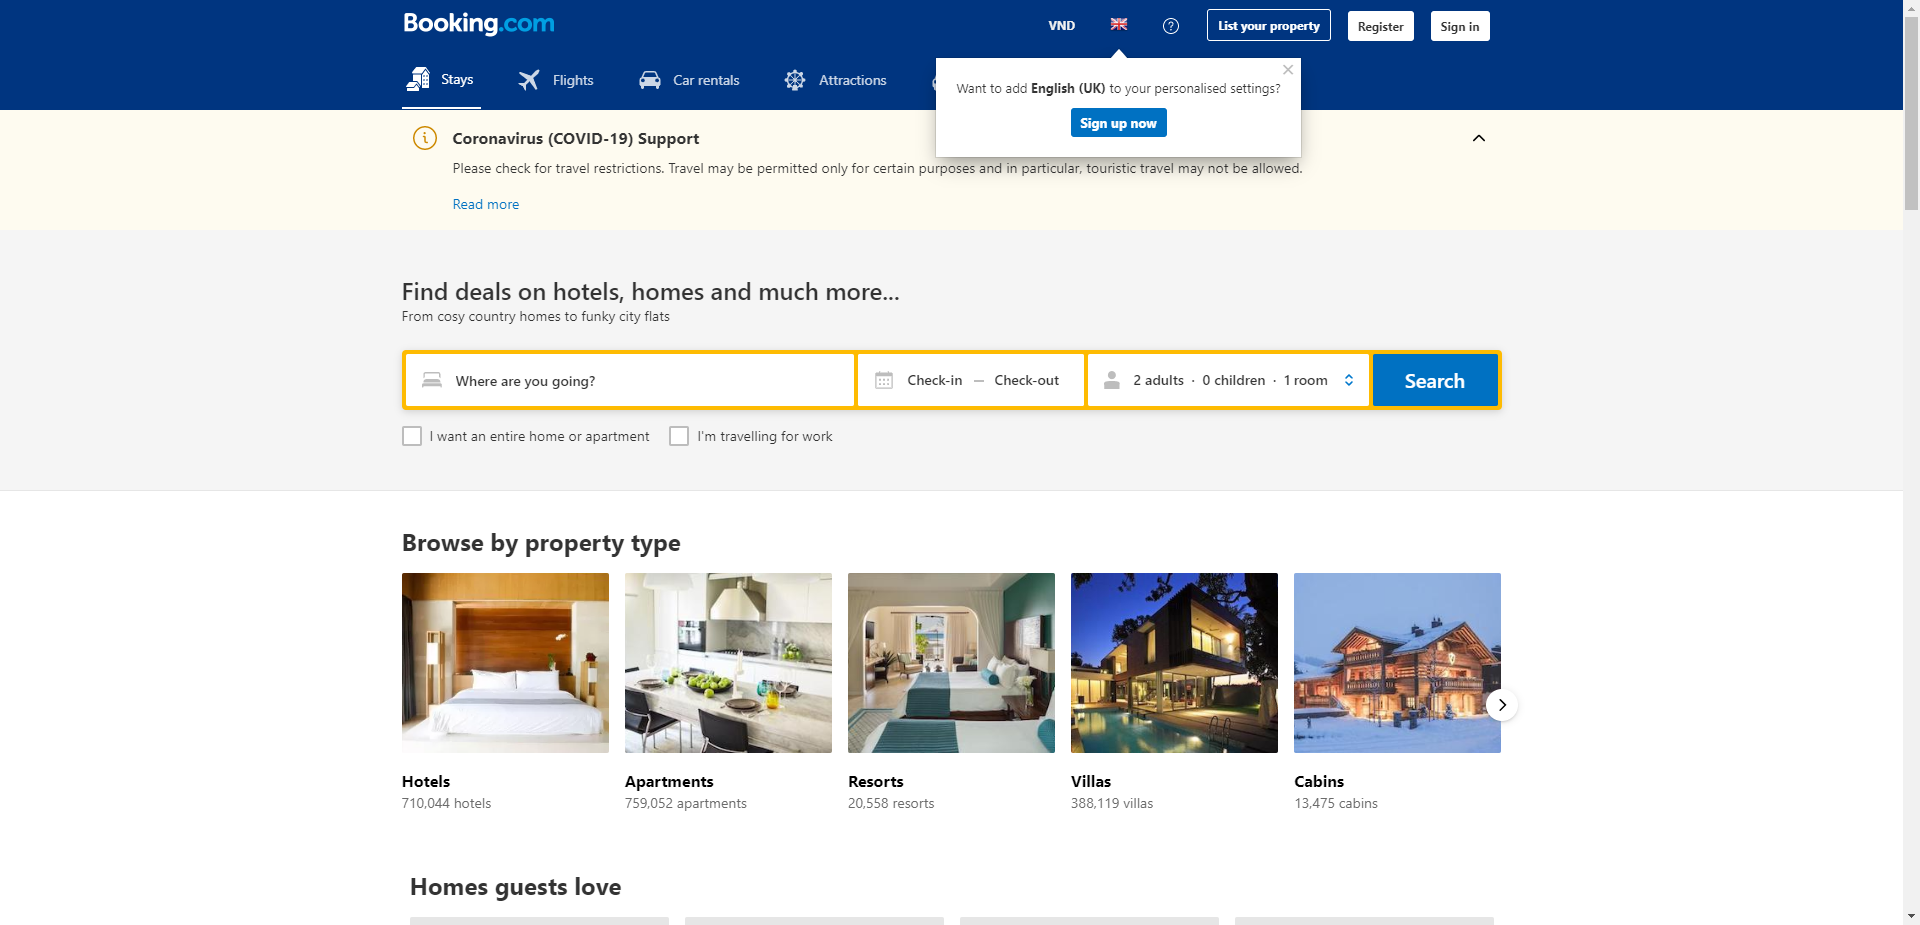 Booking.com
VND
List your property
Register
Sign in
Stays
Flights
Car rentals
Attractions
Want to add English (UK) to your personalised settings?
Sign up now
Coronavirus (COVID-19) Support
Please check for travel restrictions. Travel may be permitted only for certain purposes and in particular, touristic travel may not be allowed.
Read more
Find deals on hotels, homes and much more...
From cosy country homes to funky city flats
Where are you going?
Check-in — Check-out
2 adults · 0 children · 1 room
Search
I want an entire home or apartment
I'm travelling for work
Browse by property type
Hotels
710,044 hotels
Apartments
759,052 apartments
Resorts
20,558 resorts
Villas
388,119 villas
Cabins
13,475 cabins
Homes guests love